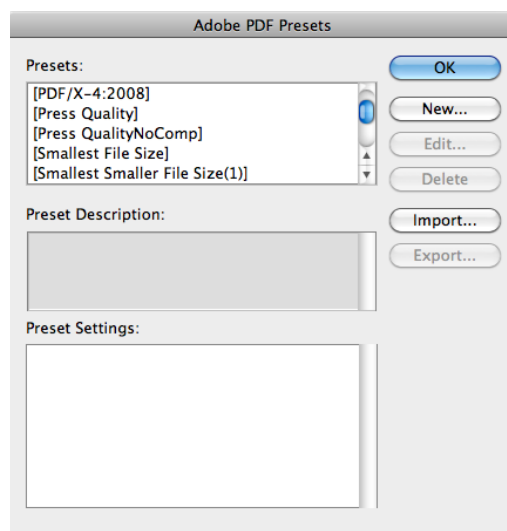 Adobe PDF Presets
Presets:
[PDF/X-4:2008]
[Press Quality]
[Press QualityNoComp]
[Smallest File Size]
[Smallest Smaller File Size(1)]
OK
New...
Edit...
Delete
Import...
Export...
Preset Description:
Preset Settings: